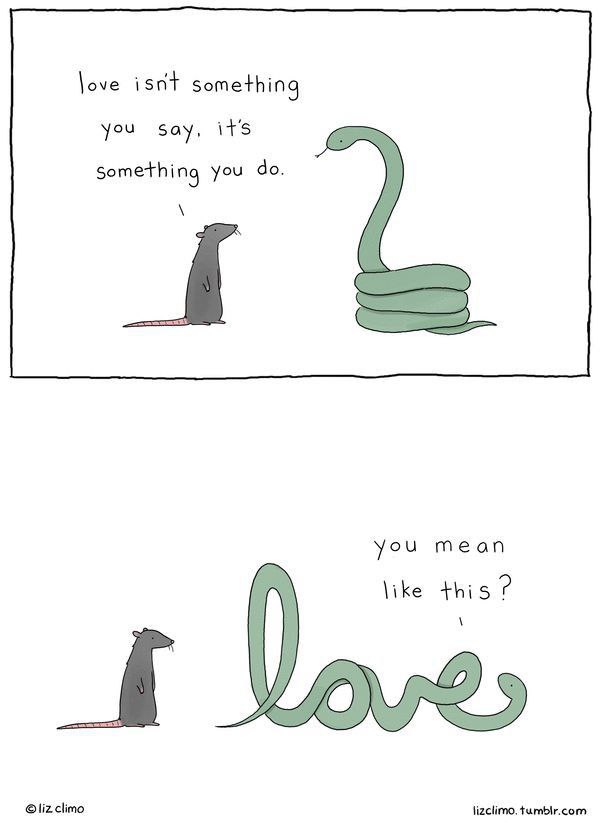 love isn't something
you say, it's
something you do.
you mean
like this?
love
©liz climo
lizclimo.tumblr.com